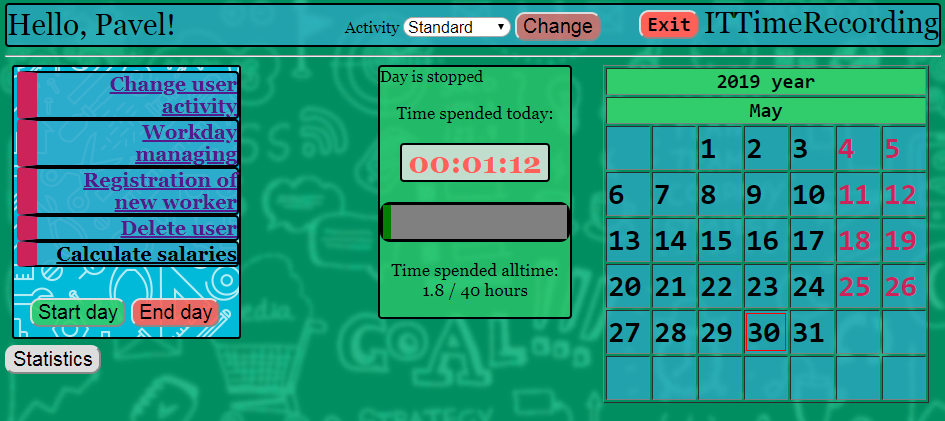 Hello, Pavel!
Activity Standard Change
Exit ITTimeRecording
Change user
activity
Workday
managing
Registration of
new worker
Delete user
Calculate salaries
Start day End day
Statistics
Day is stopped
Time spended today:
00:01:12
Time spended alltime:
1.8 / 40 hours
2019 year
May
1 2 3 4 5
6 7 8 9 10 11 12
13 14 15 16 17 18 19
20 21 22 23 24 25 26
27 28 29 30 31
COAL...
STRATEGY